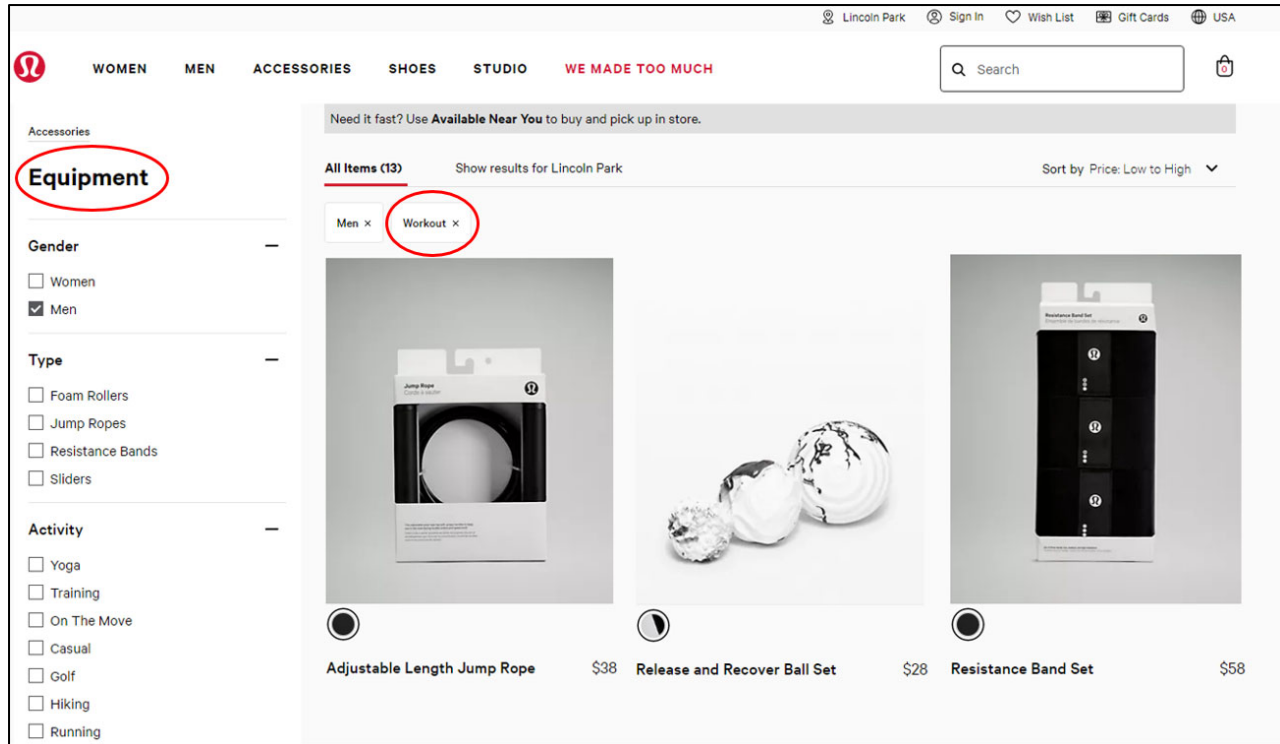 Lincoln Park Sign In Wish List Gift Cards USA
WOMEN MEN ACCESSORIES SHOES STUDIO WE MADE TOO MUCH Search 0
Accessories
Equipment
Gender
Women
Men
Type
Foam Rollers
Jump Ropes
Resistance Bands
Sliders
Activity
Yoga
Training
On The Move
Casual
Golf
Hiking
Running
Need it fast? Use Available Near You to buy and pick up in store.
All Items (13) Show results for Lincoln Park Sort by Price: Low to High
Men × Workout ×
Jump Rope
Corde à sauter
Resistance Band Set
Adjustable Length Jump Rope $38
Release and Recover Ball Set $28
Resistance Band Set $58